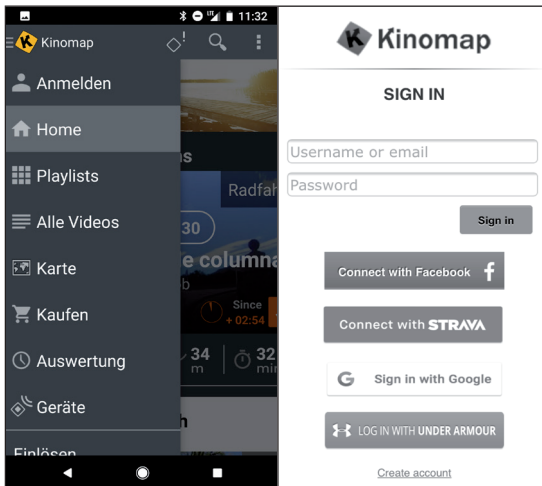 11:32
Kinomap
Anmelden
Home
Playlists
Alle Videos
Karte
Kaufen
Auswertung
Geräte
Einlösen
Radfah
30
e columna
Since
+ 02:54
34
m
32
min
Kinomap
SIGN IN
Username or email
Password
Sign in
Connect with Facebook
Connect with STRAVA
Sign in with Google
LOG IN WITH UNDER ARMOUR
Create account